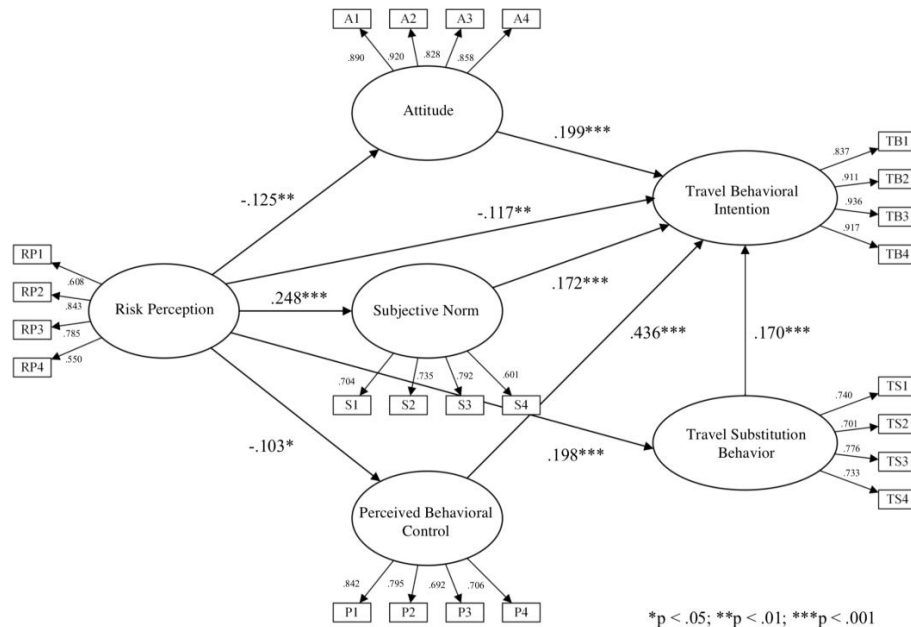 A1 A2 A3 A4
.890 .920 .828 .858
Attitude
.199***
TB1
.837
TB2
.911
TB3
.936
TB4
.917
Travel Behavioral
Intention
-.125**
-.117**
RP1
.608
RP2
.843
RP3
.785
RP4
.550
Risk Perception
.248***
Subjective Norm
.172***
.436***
.170***
.704 .735 .792 .601
S1 S2 S3 S4
TS1
.740
TS2
.701
TS3
.776
TS4
.733
Travel Substitution
Behavior
-.103*
.198***
Perceived Behavioral
Control
.842 .795 .692 .706
P1 P2 P3 P4
*p < .05; **p < .01; ***p < .001